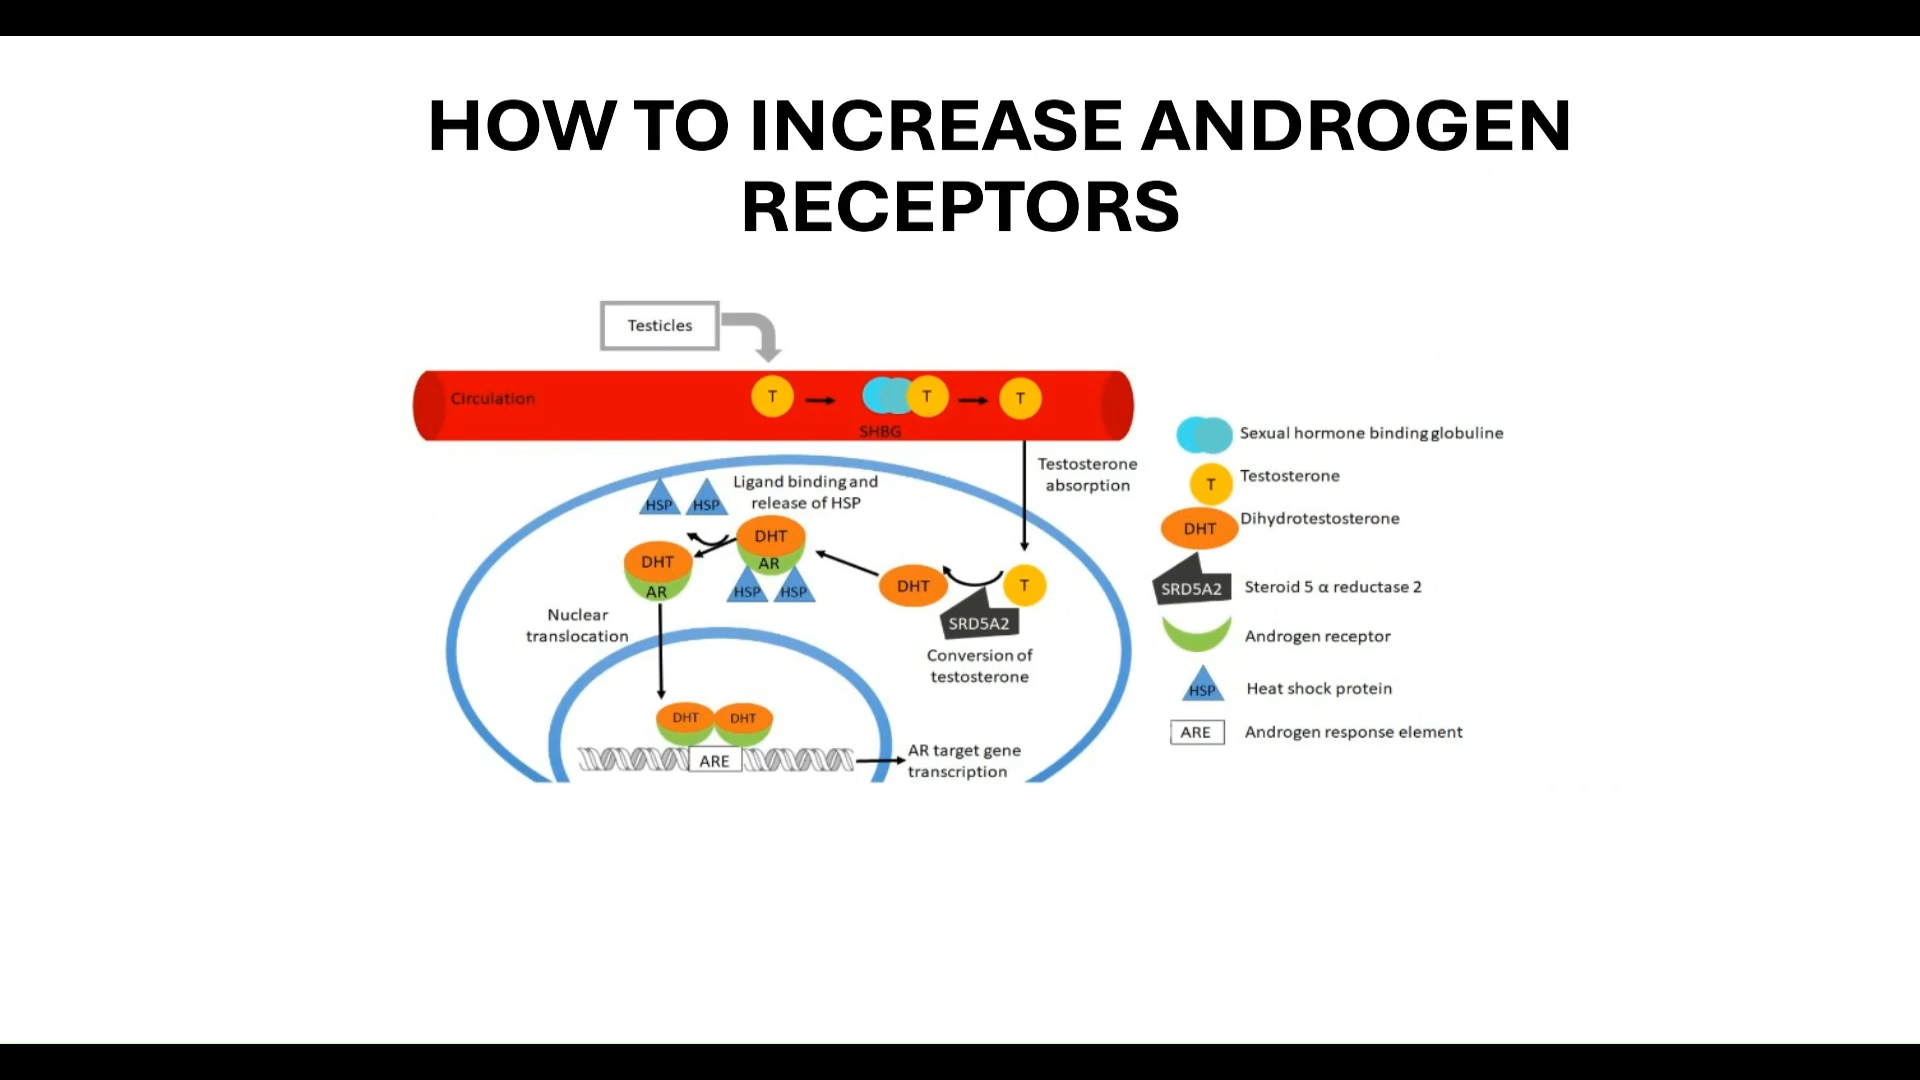 HOW TO INCREASE ANDROGEN
RECEPTORS
Testicles
Circulation
T
T
T
SHBG
Testosterone
absorption
Ligand binding and
release of HSP
HSP
HSP
DHT
AR
HSP
HSP
DHT
AR
DHT
T
SRD5A2
Conversion of
testosterone
Nuclear
translocation
DHT
DHT
ARE
AR target gene
transcription
Sexual hormone binding globuline
T
Testosterone
DHT
Dihydrotestosterone
SRD5A2
Steroid 5 α reductase 2
Androgen receptor
HSP
Heat shock protein
ARE
Androgen response element